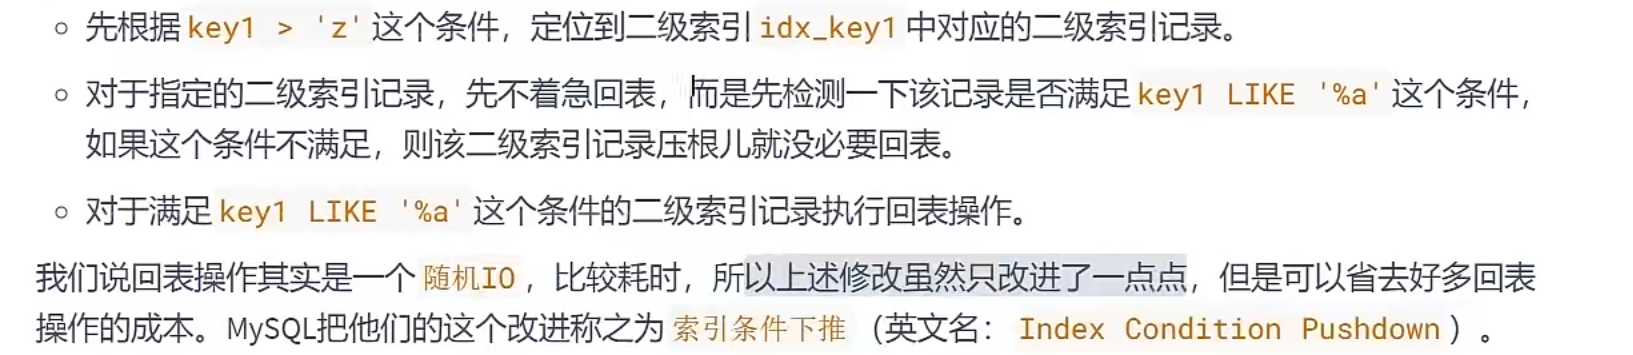 先根据 key1 > 'z' 这个条件，定位到二级索引 idx_key1 中对应的二级索引记录。
对于指定的二级索引记录，先不着急回表，而是先检测一下该记录是否满足 key1 LIKE '%a' 这个条件，
如果这个条件不满足，则该二级索引记录压根儿就没必要回表。
对于满足 key1 LIKE '%a' 这个条件的二级索引记录执行回表操作。
我们说回表操作其实是一个 随机IO ，比较耗时，所以上述修改虽然只改进了一点点，但是可以省去好多回表
操作的成本。MySQL把他们的这个改进称之为 索引条件下推 （英文名： Index Condition Pushdown ）。